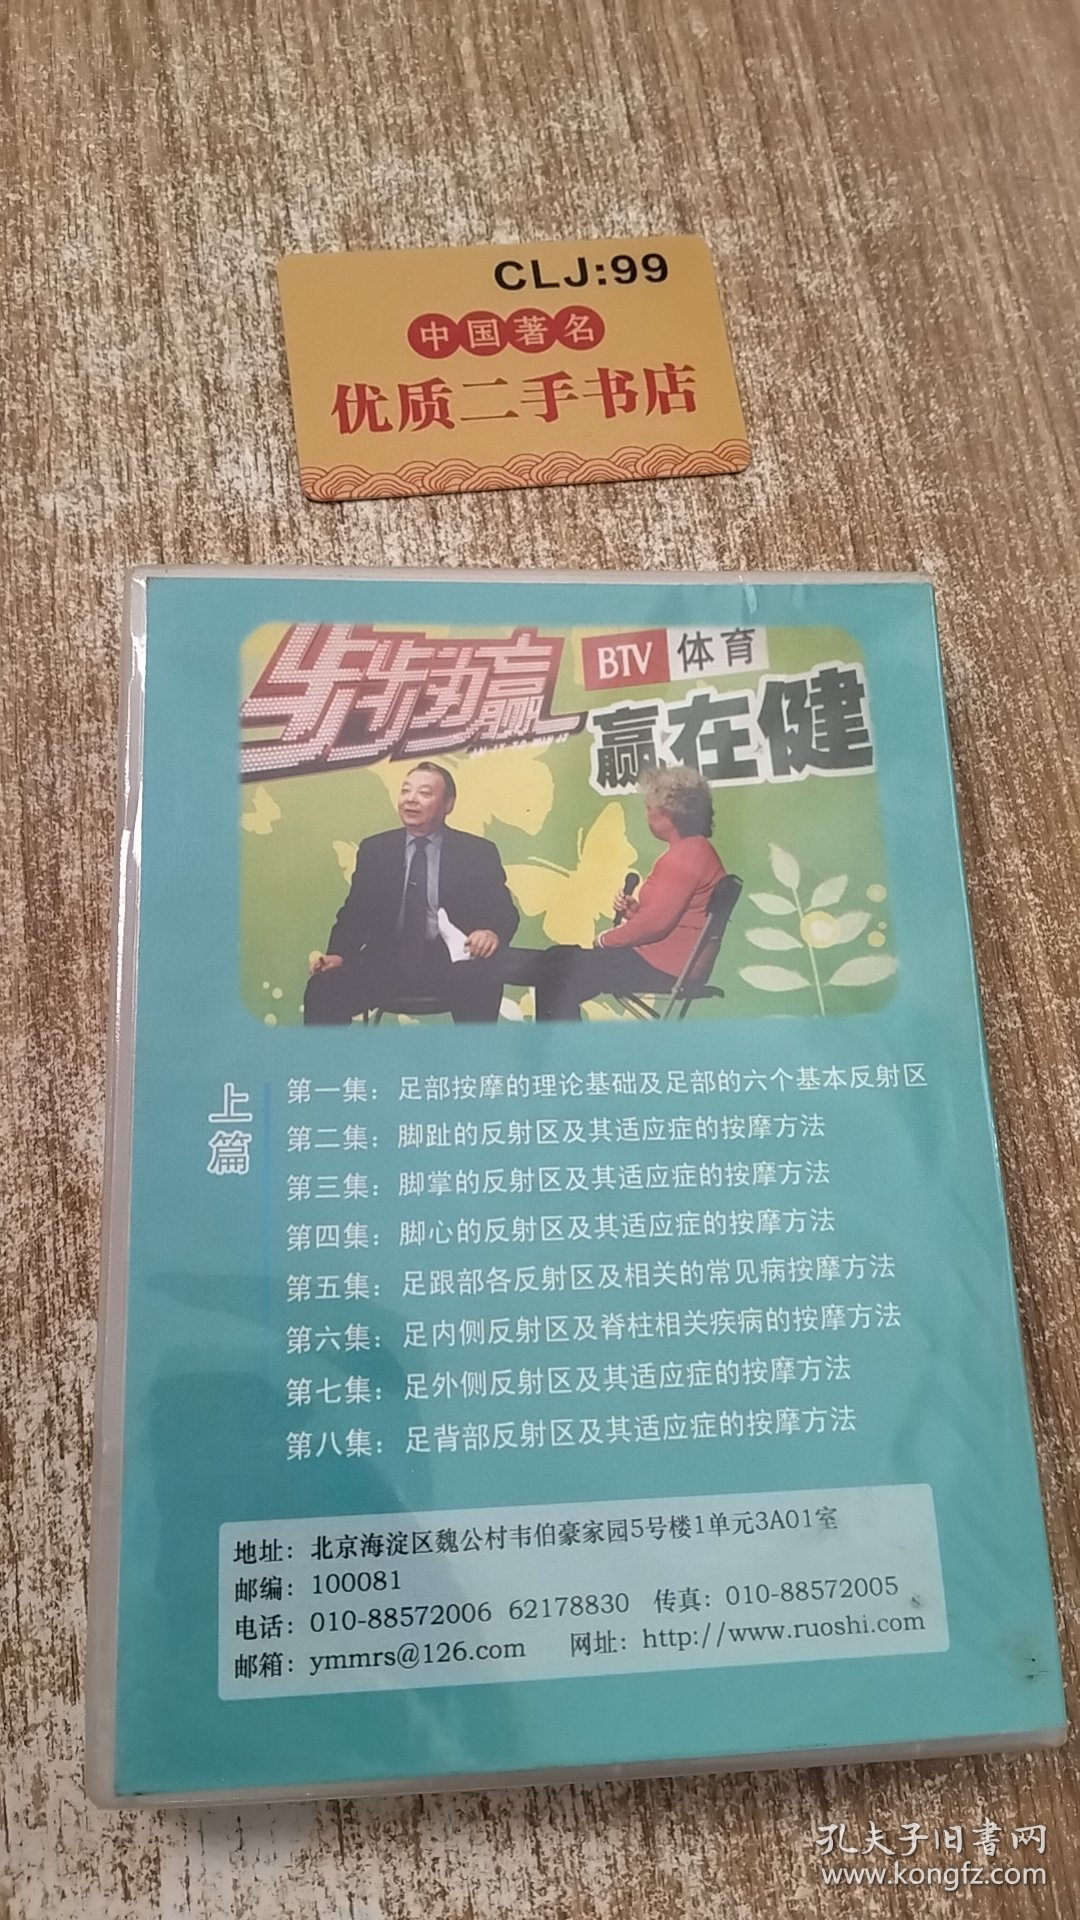 CLJ:99
中国著名
优质二手书店
步步为赢
BTV 体育
赢在健
上篇
第一集：足部按摩的理论基础及足部的六个基本反射区
第二集：脚趾的反射区及其适应症的按摩方法
第三集：脚掌的反射区及其适应症的按摩方法
第四集：脚心的反射区及其适应症的按摩方法
第五集：足跟部各反射区及相关的常见病按摩方法
第六集：足内侧反射区及脊柱相关疾病的按摩方法
第七集：足外侧反射区及其适应症的按摩方法
第八集：足背部反射区及其适应症的按摩方法
地址：北京海淀区魏公村韦伯豪家园5号楼1单元3A01室
邮编：100081
电话：010-88572006 62178830 传真：010-88572005
邮箱：ymmrs@126.com 网址：http://www.ruoshi.com
孔夫子旧书网
www.kongfz.com